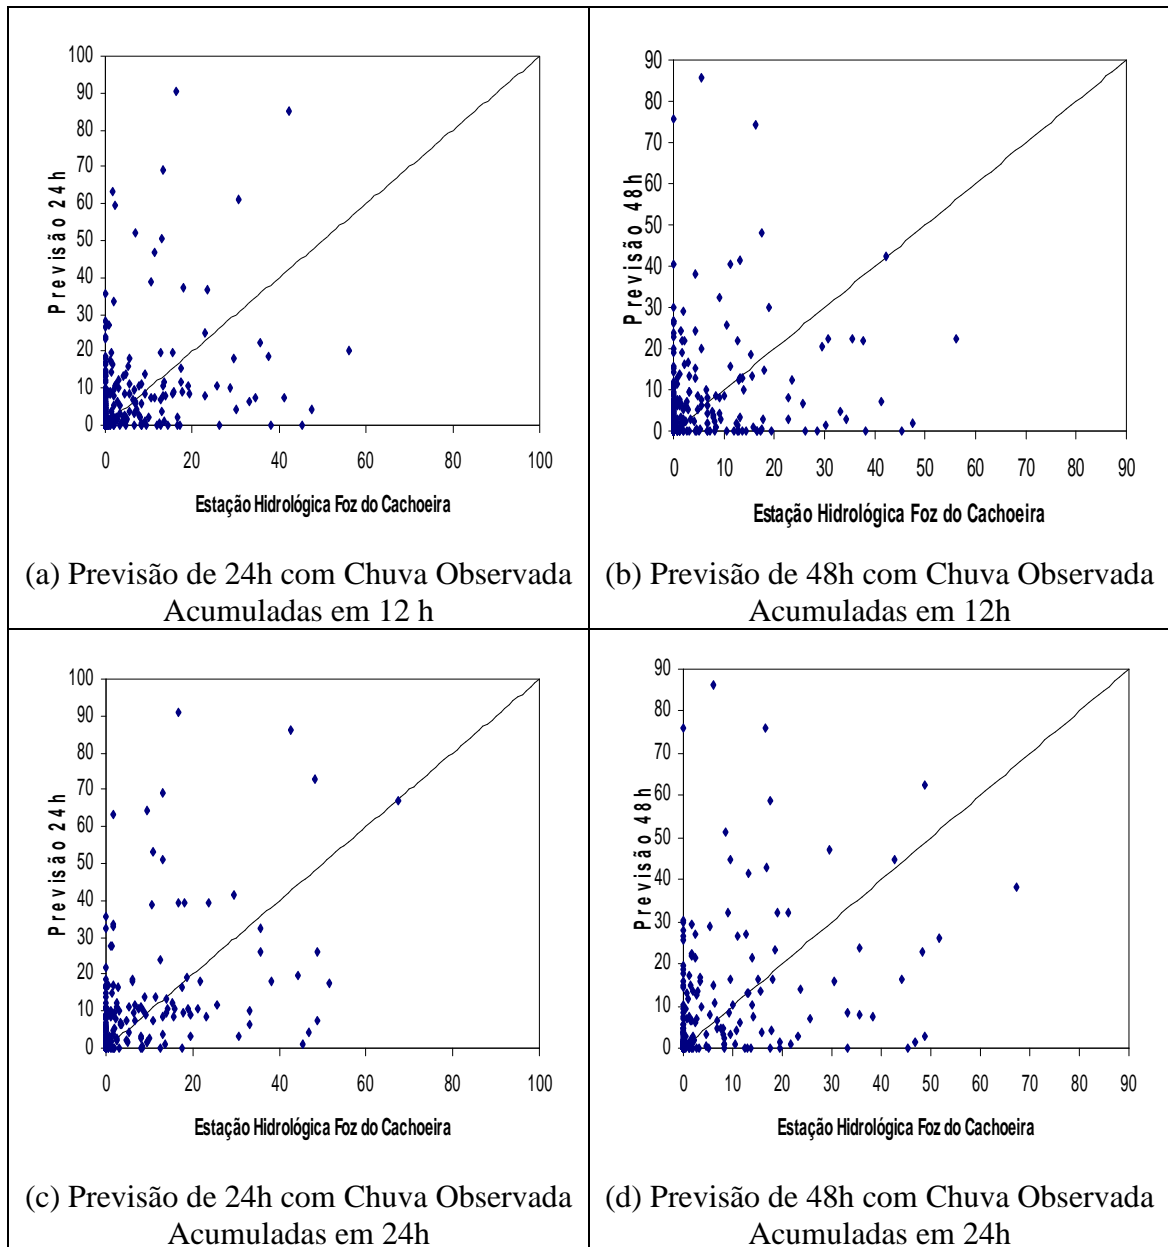 100
90
80
70
60
50
40
30
20
10
0
0 20 40 60 80 100
Previsão 24h
Estação Hidrológica Foz do Cachoeira
(a) Previsão de 24h com Chuva Observada
Acumuladas em 12 h
90
80
70
60
50
40
30
20
10
0
0 10 20 30 40 50 60 70 80 90
Previsão 48h
Estação Hidrológica Foz do Cachoeira
(b) Previsão de 48h com Chuva Observada
Acumuladas em 12h
100
90
80
70
60
50
40
30
20
10
0
0 20 40 60 80 100
Previsão 24h
Estação Hidrológica Foz do Cachoeira
(c) Previsão de 24h com Chuva Observada
Acumuladas em 24h
90
80
70
60
50
40
30
20
10
0
0 10 20 30 40 50 60 70 80 90
Previsão 48h
Estação Hidrológica Foz do Cachoeira
(d) Previsão de 48h com Chuva Observada
Acumuladas em 24h